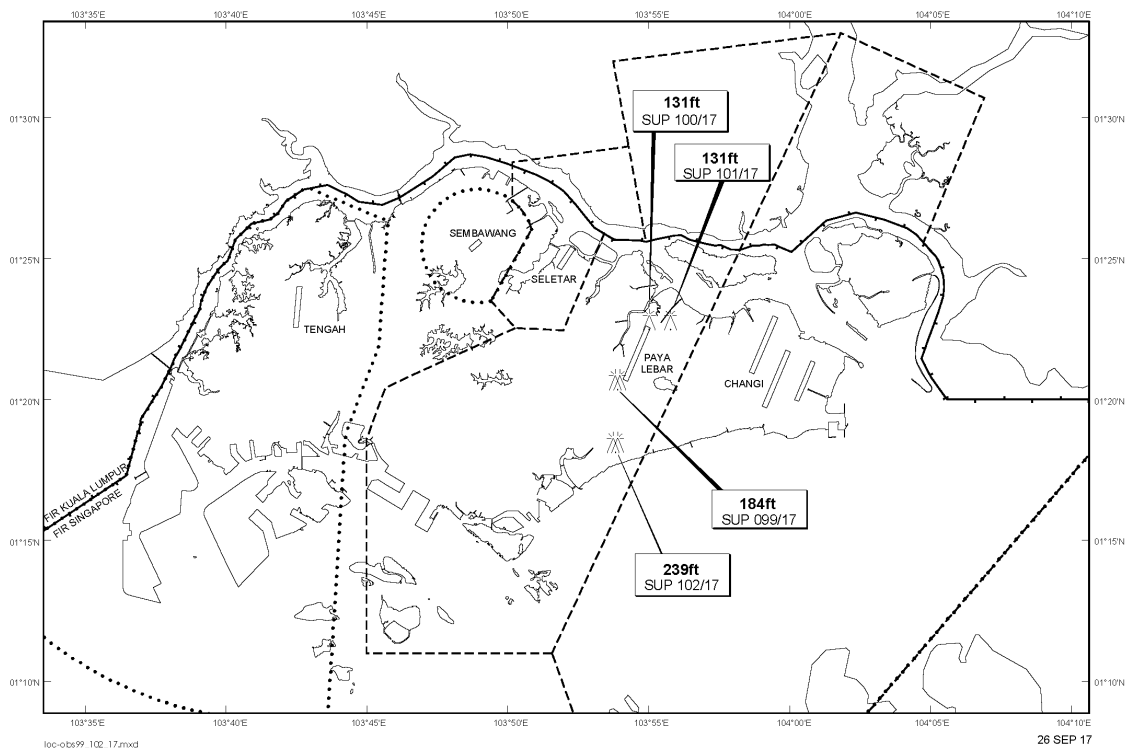 103°35'E 103°40'E 103°45'E 103°50'E 103°55'E 104°00'E 104°05'E 104°10'E
131ft
SUP 100/17
01°30'N 01°30'N
131ft
SUP 101/17
SEMBAWANG
01°25'N 01°25'N
SELETAR
TENGAH
PAYA
LEBAR
CHANGI
01°20'N 01°20'N
FIR KUALA LUMPUR
FIR SINGAPORE
184ft
SUP 099/17
01°15'N 01°15'N
239ft
SUP 102/17
01°10'N 01°10'N
103°35'E 103°40'E 103°45'E 103°50'E 103°55'E 104°00'E 104°05'E 104°10'E
loc-obs99_102_17.mxd
26 SEP 17